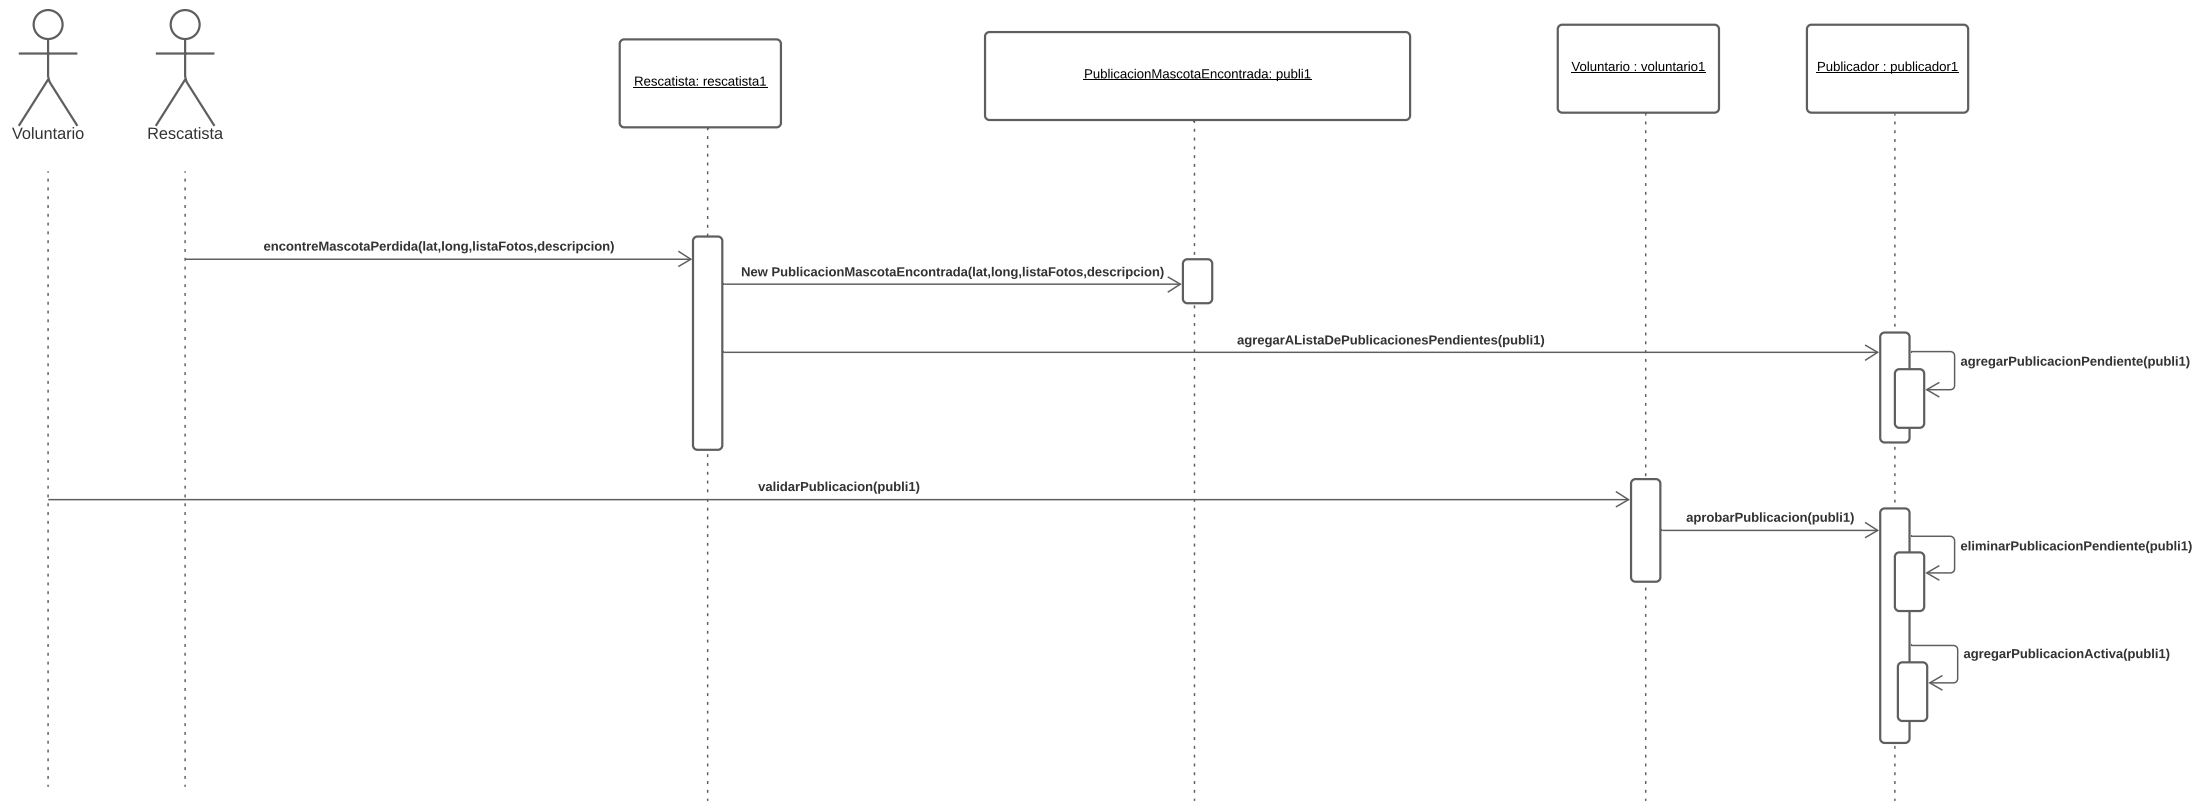 Voluntario
Rescatista
Rescatista: rescatista1
PublicacionMascotaEncontrada: publi1
Voluntario : voluntario1
Publicador : publicador1
encontreMascotaPerdida(lat,long,listaFotos,descripcion)
New PublicacionMascotaEncontrada(lat,long,listaFotos,descripcion)
agregarAListaDePublicacionesPendientes(publi1)
agregarPublicacionPendiente(publi1)
validarPublicacion(publi1)
aprobarPublicacion(publi1)
eliminarPublicacionPendiente(publi1)
agregarPublicacionActiva(publi1)